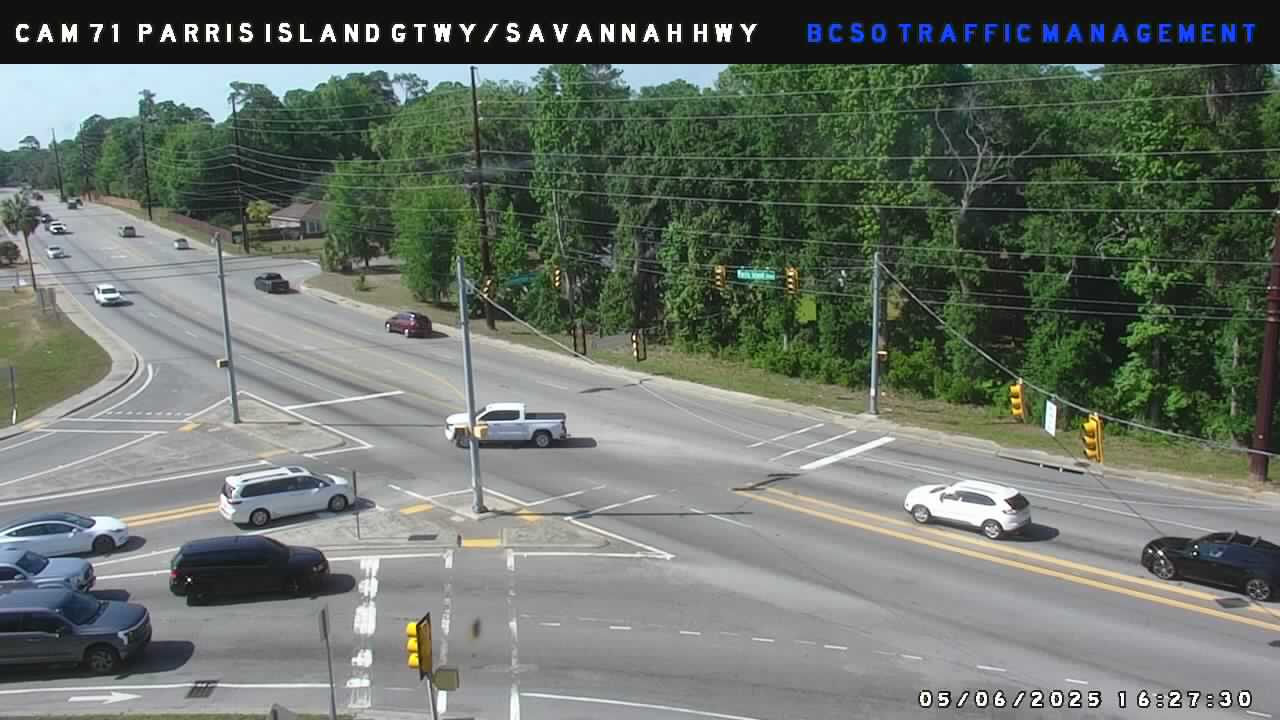 CAM 71 PARRIS ISLAND GTWY/SAVANNAH HWY BCSO TRAFFIC MANAGEMENT
05/06/2025 16:27:30